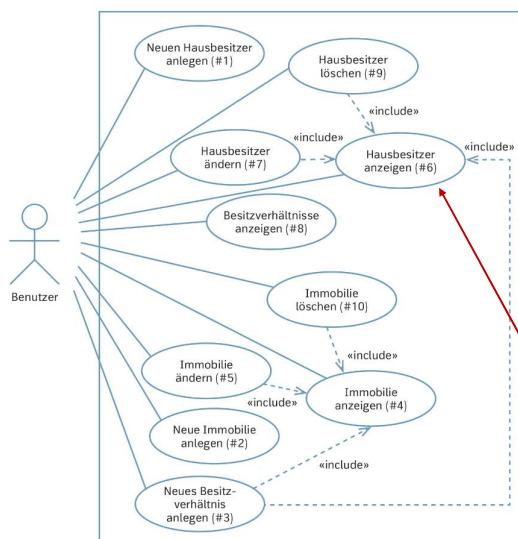 Neuen Hausbesitzer
anlegen (#1)
Hausbesitzer
löschen (#9)
«include»
Hausbesitzer
ändern (#7)
«include»
Hausbesitzer
anzeigen (#6)
«include»
Besitzverhältnisse
anzeigen (#8)
Benutzer
Immobilie
löschen (#10)
«include»
Immobilie
ändern (#5)
«include»
Immobilie
anzeigen (#4)
Neue Immobilie
anlegen (#2)
«include»
Neues Besitz-
verhältnis
anlegen (#3)